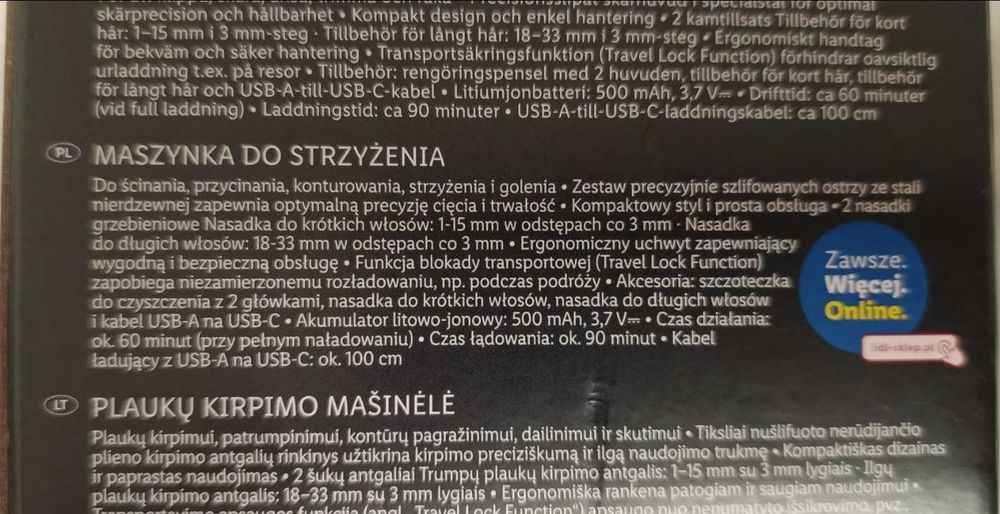 skärprecision och hållbarhet • Kompakt design och enkel hantering • 2 kamtillsats Tillbehör för kort
hår: 1–15 mm i 3 mm-steg · Tillbehör för långt hår: 18–33 mm i 3 mm-steg • Ergonomiskt handtag
för bekväm och säker hantering • Transportsäkringsfunktion (Travel Lock Function) förhindrar oavsiktlig
urladdning t.ex. på resor • Tillbehör: rengöringspensel med 2 huvuden, tillbehör för kort hår, tillbehör
för långt hår och USB-A-till-USB-C-kabel • Litiumjonbatteri: 500 mAh, 3,7 V⎓ • Drifttid: ca 60 minuter
(vid full laddning) • Laddningstid: ca 90 minuter • USB-A-till-USB-C-laddningskabel: ca 100 cm
PL MASZYNKA DO STRZYŻENIA
Do ścinania, przycinania, konturowania, strzyżenia i golenia • Zestaw precyzyjnie szlifowanych ostrzy ze stali
nierdzewnej zapewnia optymalną precyzję cięcia i trwałość • Kompaktowy styl i prosta obsługa • 2 nasadki
grzebieniowe Nasadka do krótkich włosów: 1-15 mm w odstępach co 3 mm · Nasadka
do długich włosów: 18-33 mm w odstępach co 3 mm • Ergonomiczny uchwyt zapewniający
wygodną i bezpieczną obsługę • Funkcja blokady transportowej (Travel Lock Function)
zapobiega niezamierzonemu rozładowaniu, np. podczas podróży • Akcesoria: szczoteczka
do czyszczenia z 2 główkami, nasadka do krótkich włosów, nasadka do długich włosów
i kabel USB-A na USB-C • Akumulator litowo-jonowy: 500 mAh, 3,7 V⎓ • Czas działania:
ok. 60 minut (przy pełnym naładowaniu) • Czas łądowania: ok. 90 minut • Kabel
ładujący z USB-A na USB-C: ok. 100 cm
Zawsze.
Więcej.
Online.
lidl-sklep.pl
LT PLAUKŲ KIRPIMO MAŠINĖLĖ
Plaukų kirpimui, patrumpinimui, kontūrų pagražinimui, dailinimui ir skutimui • Tiksliai nušlifuoto nerūdijančio
plieno kirpimo antgalių rinkinys užtikrina kirpimo preciziškumą ir ilgą naudojimo trukmę • Kompaktiškas dizainas
ir paprastas naudojimas • 2 šukų antgaliai Trumpų plaukų kirpimo antgalis: 1–15 mm su 3 mm lygiais · Ilgų
plaukų kirpimo antgalis: 18–33 mm su 3 mm lygiais • Ergonomiška rankena patogiam ir saugiam naudojimui •
Transportavimo apsaugos funkcija (angl. „Travel Lock Function") apsaugo nuo nenumatyto išsikrovimo, pvz.,